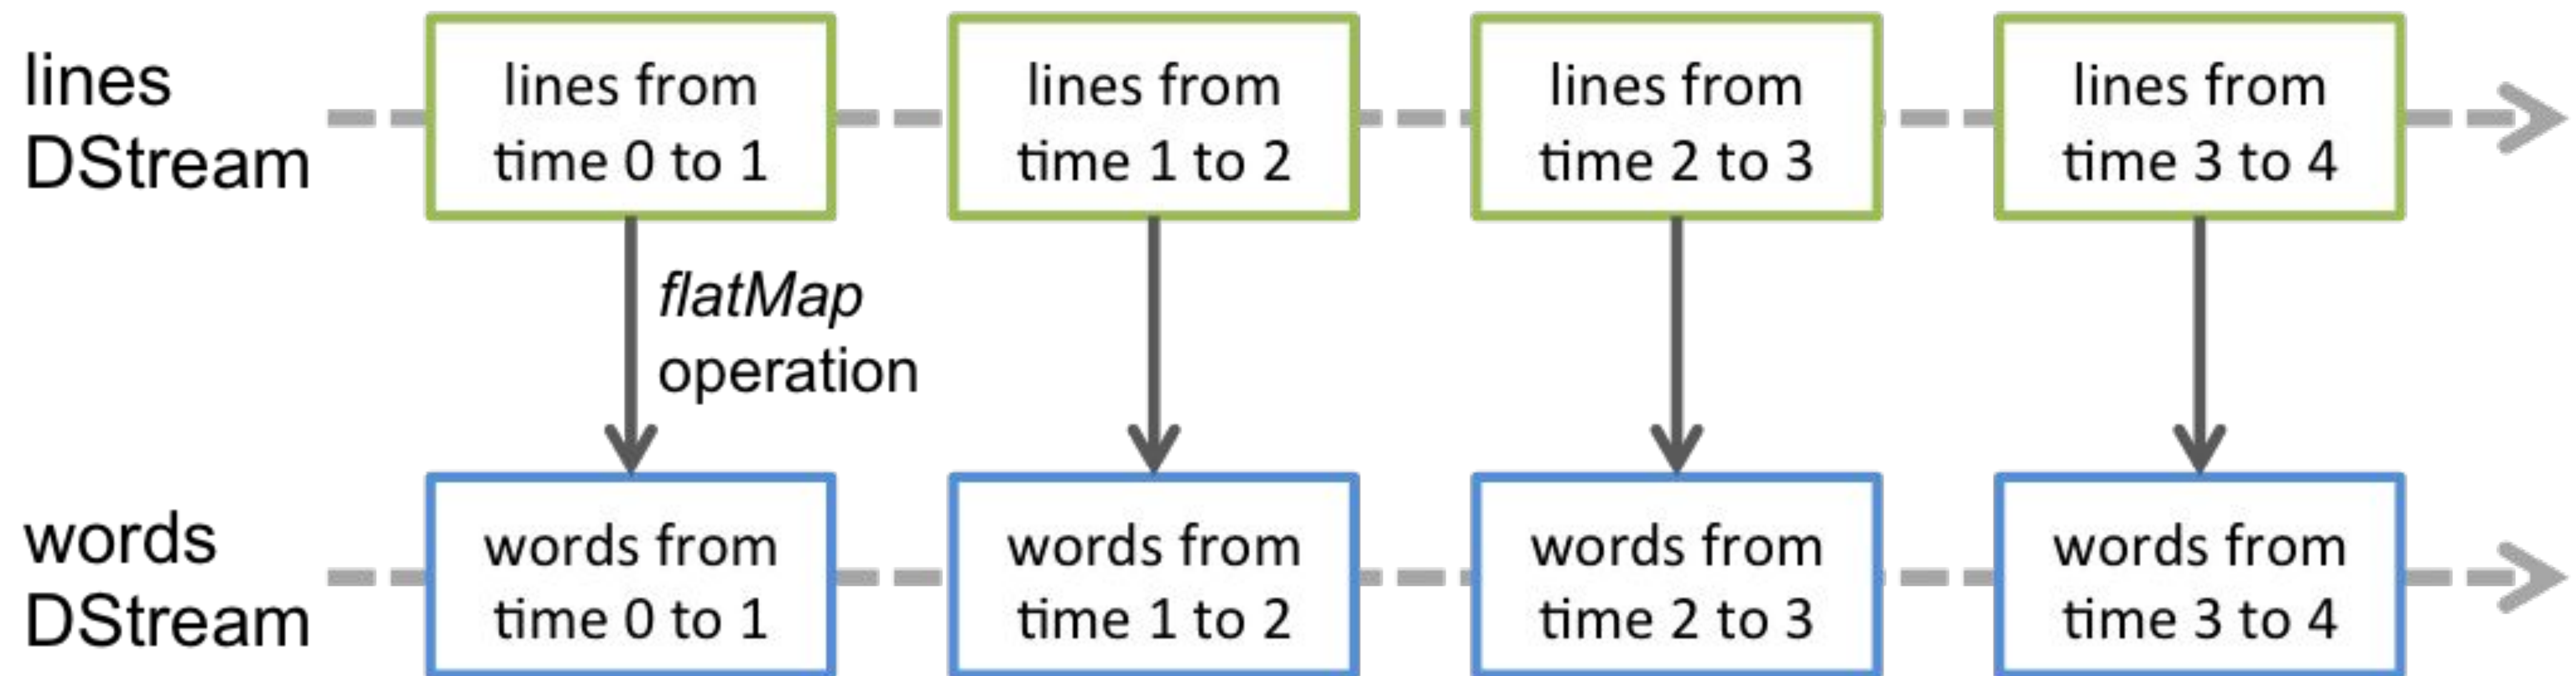 lines
DStream
lines from
time 0 to 1
lines from
time 1 to 2
lines from
time 2 to 3
lines from
time 3 to 4
flatMap
operation
words
DStream
words from
time 0 to 1
words from
time 1 to 2
words from
time 2 to 3
words from
time 3 to 4